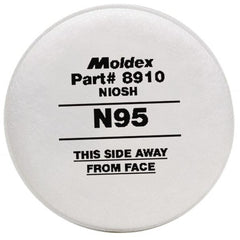 Moldex
Part# 8910
NIOSH
N95
THIS SIDE AWAY
FROM FACE